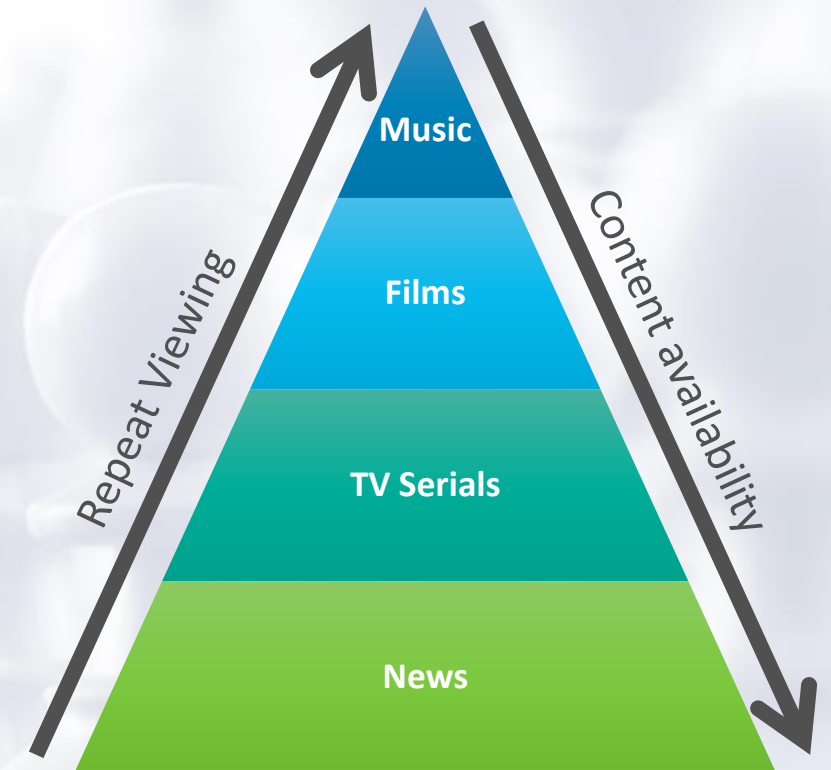 Music
Films
TV Serials
News
Repeat Viewing
Content availability